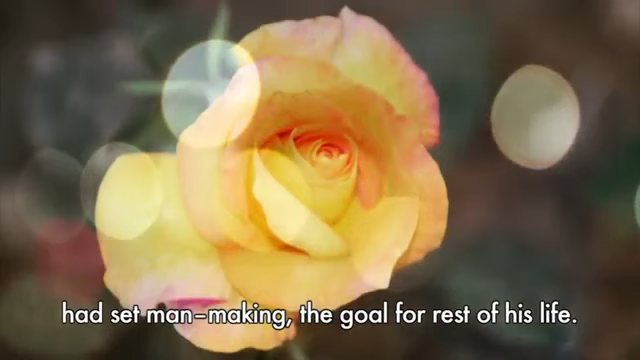 had set man–making, the goal for rest of his life.